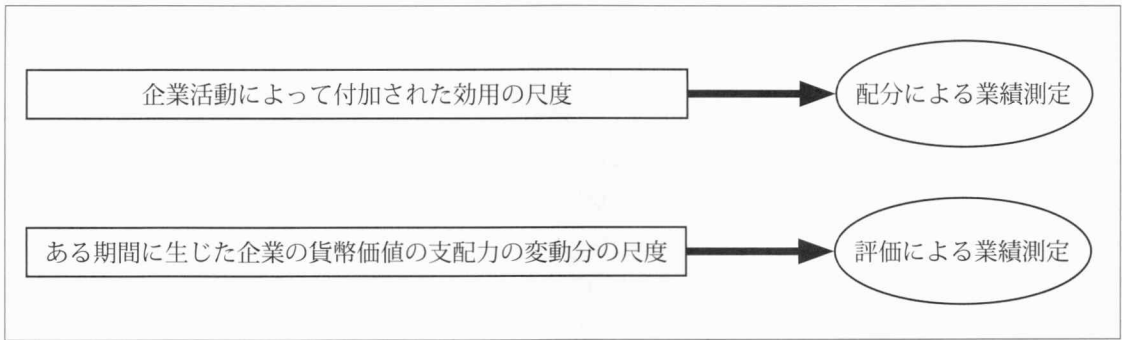 企業活動によって付加された効用の尺度
配分による業績測定
ある期間に生じた企業の貨幣価値の支配力の変動分の尺度
評価による業績測定